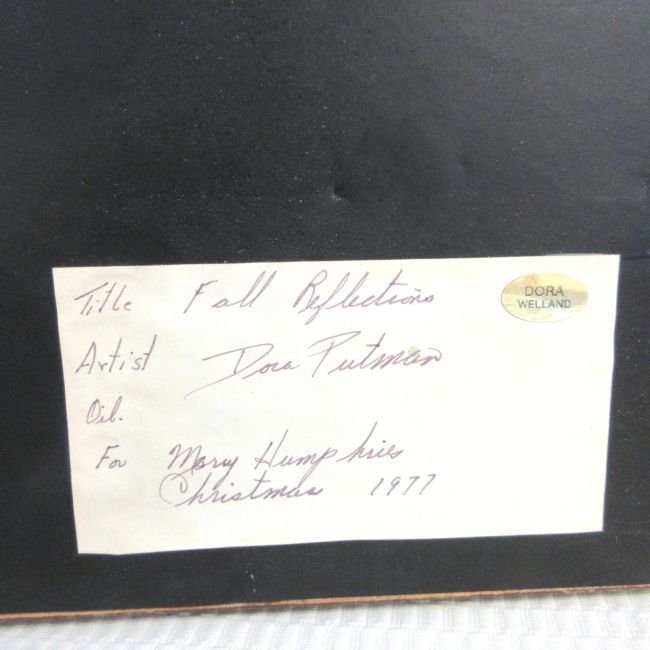 Title Fall Reflections
DORA
WELLAND
Artist Dora Putman
Oil.
For Mary Humphries
Christmas 1977